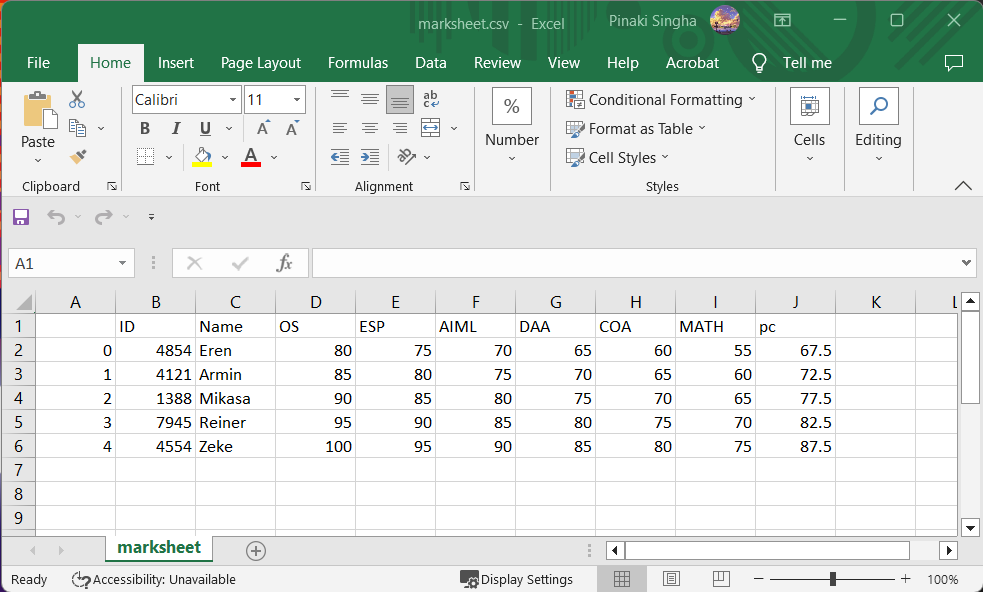 marksheet.csv - Excel
Pinaki Singha
File Home Insert Page Layout Formulas Data Review View Help Acrobat Tell me
Paste
Calibri 11
ab
B I U A A
A
%
Number
Conditional Formatting
Format as Table
Cell Styles
Cells
Editing
Clipboard Font Alignment Styles
A1 fx
A B C D E F G H I J K L
1 ID Name OS ESP AIML DAA COA MATH pc
2 0 4854 Eren 80 75 70 65 60 55 67.5
3 1 4121 Armin 85 80 75 70 65 60 72.5
4 2 1388 Mikasa 90 85 80 75 70 65 77.5
5 3 7945 Reiner 95 90 85 80 75 70 82.5
6 4 4554 Zeke 100 95 90 85 80 75 87.5
7
8
9
marksheet
Ready Accessibility: Unavailable Display Settings 100%